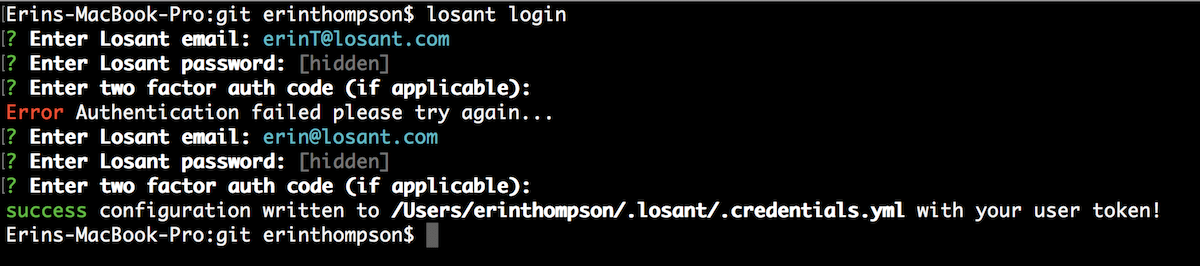 [Erins-MacBook-Pro:git erinthompson$ losant login
[? Enter Losant email: erinT@losant.com
[? Enter Losant password: [hidden]
[? Enter two factor auth code (if applicable):
Error Authentication failed please try again...
[? Enter Losant email: erin@losant.com
[? Enter Losant password: [hidden]
[? Enter two factor auth code (if applicable):
success configuration written to /Users/erinthompson/.losant/.credentials.yml with your user token!
Erins-MacBook-Pro:git erinthompson$